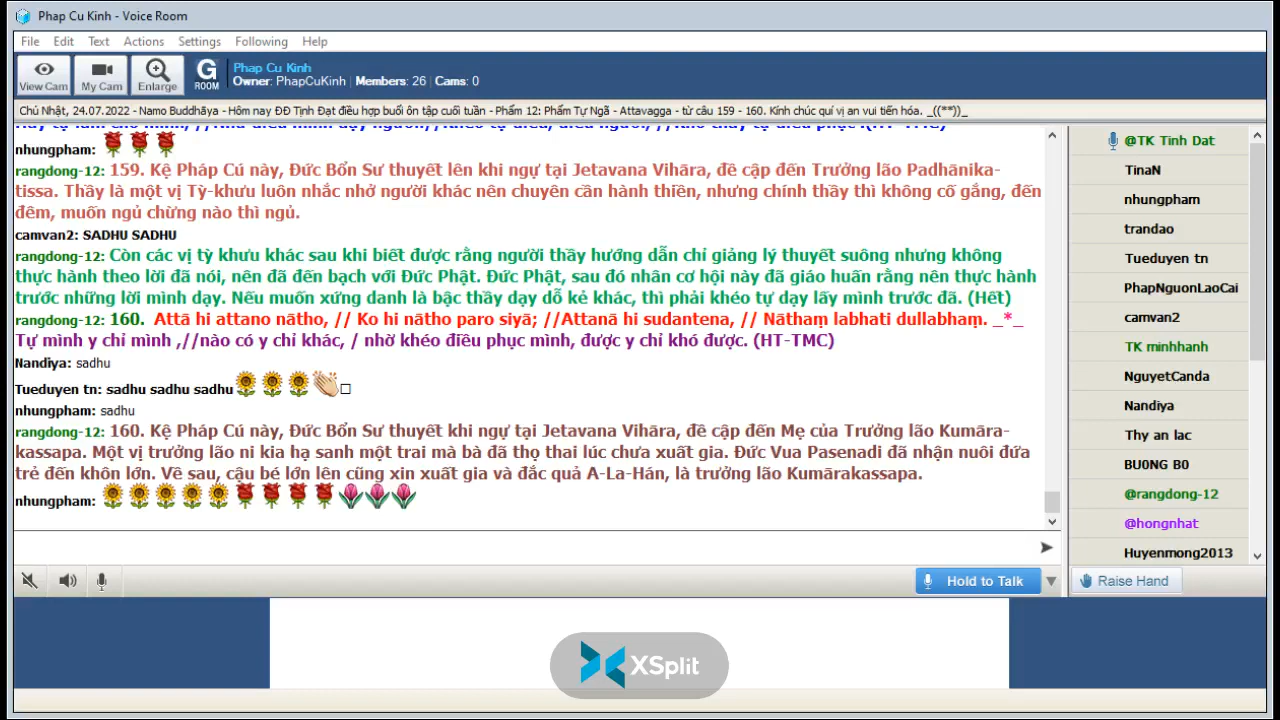 Phap Cu Kinh - Voice Room
File Edit Text Actions Settings Following Help
View Cam My Cam Enlarge G ROOM
Phap Cu Kinh
Owner: PhapCuKinh Members: 26 Cams: 0
Chủ Nhật, 24.07.2022 - Namo Buddhāya - Hôm nay ĐĐ Tịnh Đạt điều hợp buổi ôn tập cuối tuần - Phẩm 12: Phẩm Tự Ngã - Attavagga - từ câu 159 - 160. Kính chúc quí vị an vui tiến hóa. _((**))_
nhungpham:
rangdong-12: 159. Kệ Pháp Cú này, Đức Bổn Sư thuyết lên khi ngự tại Jetavana Vihāra, đề cập đến Trưởng lão Padhānika-
tissa. Thầy là một vị Tỳ-khưu luôn nhắc nhở người khác nên chuyên cần hành thiền, nhưng chính thầy thì không cố gắng, đến
đêm, muốn ngủ chừng nào thì ngủ.
camvan2: SADHU SADHU
rangdong-12: Còn các vị tỳ khưu khác sau khi biết được rằng người thầy hướng dẫn chỉ giảng lý thuyết suông nhưng không
thực hành theo lời đã nói, nên đã đến bạch với Đức Phật. Đức Phật, sau đó nhân cơ hội này đã giáo huấn rằng nên thực hành
trước những lời mình dạy. Nếu muốn xứng danh là bậc thầy dạy dỗ kẻ khác, thì phải khéo tự dạy lấy mình trước đã. (Hết)
rangdong-12: 160. Attā hi attano nātho, // Ko hi nātho paro siyā; //Attanā hi sudantena, // Nāthaṃ labhati dullabhaṃ. _*_
Tự mình y chỉ mình ,//nào có y chỉ khác, / nhờ khéo điều phục mình, được y chỉ khó được. (HT-TMC)
Nandiya: sadhu
Tueduyen tn: sadhu sadhu sadhu
nhungpham: sadhu
rangdong-12: 160. Kệ Pháp Cú này, Đức Bổn Sư thuyết khi ngự tại Jetavana Vihāra, đề cập đến Mẹ của Trưởng lão Kumāra-
kassapa. Một vị trưởng lão ni kia hạ sanh một trai mà bà đã thọ thai lúc chưa xuất gia. Đức Vua Pasenadi đã nhận nuôi đứa
trẻ đến khôn lớn. Về sau, cậu bé lớn lên cũng xin xuất gia và đắc quả A-La-Hán, là trưởng lão Kumārakassapa.
nhungpham:
@TK Tinh Dat
TinaN
nhungpham
trandao
Tueduyen tn
PhapNguonLaoCai
camvan2
TK minhhanh
NguyetCanda
Nandiya
Thy an lac
BU0NG B0
@rangdong-12
@hongnhat
Huyenmong2013
Hold to Talk
Raise Hand
XSplit